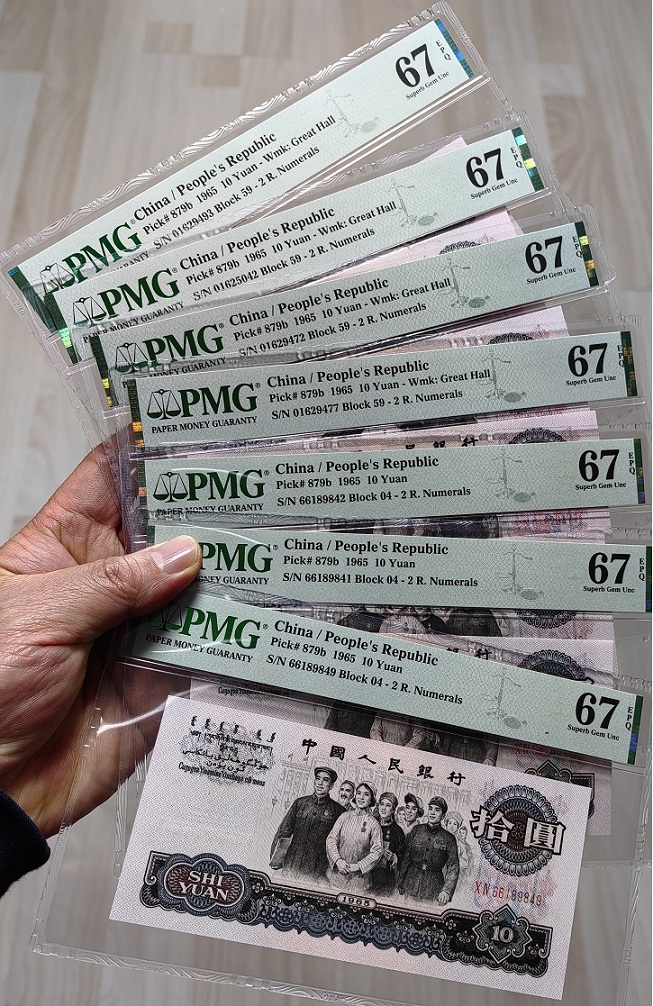 67
EPQ
Superb Gem Unc
PMG
China / People's Republic
Pick# 879b 1965 10 Yuan - Wmk: Great Hall
S/N 01629493 Block 59 - 2 R. Numerals
67
EPQ
Superb Gem Unc
PMG
PAPER MONEY GUARANTY
China / People's Republic
Pick# 879b 1965 10 Yuan - Wmk: Great Hall
S/N 01625042 Block 59 - 2 R. Numerals
67
EPQ
Superb Gem Unc
PMG
China / People's Republic
Pick# 879b 1965 10 Yuan - Wmk: Great Hall
S/N 01629472 Block 59 - 2 R. Numerals
67
EPQ
Superb Gem Unc
PMG
PAPER MONEY GUARANTY
China / People's Republic
Pick# 879b 1965 10 Yuan - Wmk: Great Hall
S/N 01629477 Block 59 - 2 R. Numerals
67
EPQ
Superb Gem Unc
PMG
PAPER MONEY GUARANTY
China / People's Republic
Pick# 879b 1965 10 Yuan
S/N 66189842 Block 04 - 2 R. Numerals
67
EPQ
Superb Gem Unc
PMG
MONEY GUARANTY
China / People's Republic
Pick# 879b 1965 10 Yuan
S/N 66189841 Block 04 - 2 R. Numerals
67
EPQ
Superb Gem Unc
PMG
PAPER MONEY GUARANTY
China / People's Republic
Pick# 879b 1965 10 Yuan
S/N 66189849 Block 04 - 2 R. Numerals
中國人民銀行
拾圓
SHI YUAN
1965
XN 66189849
10